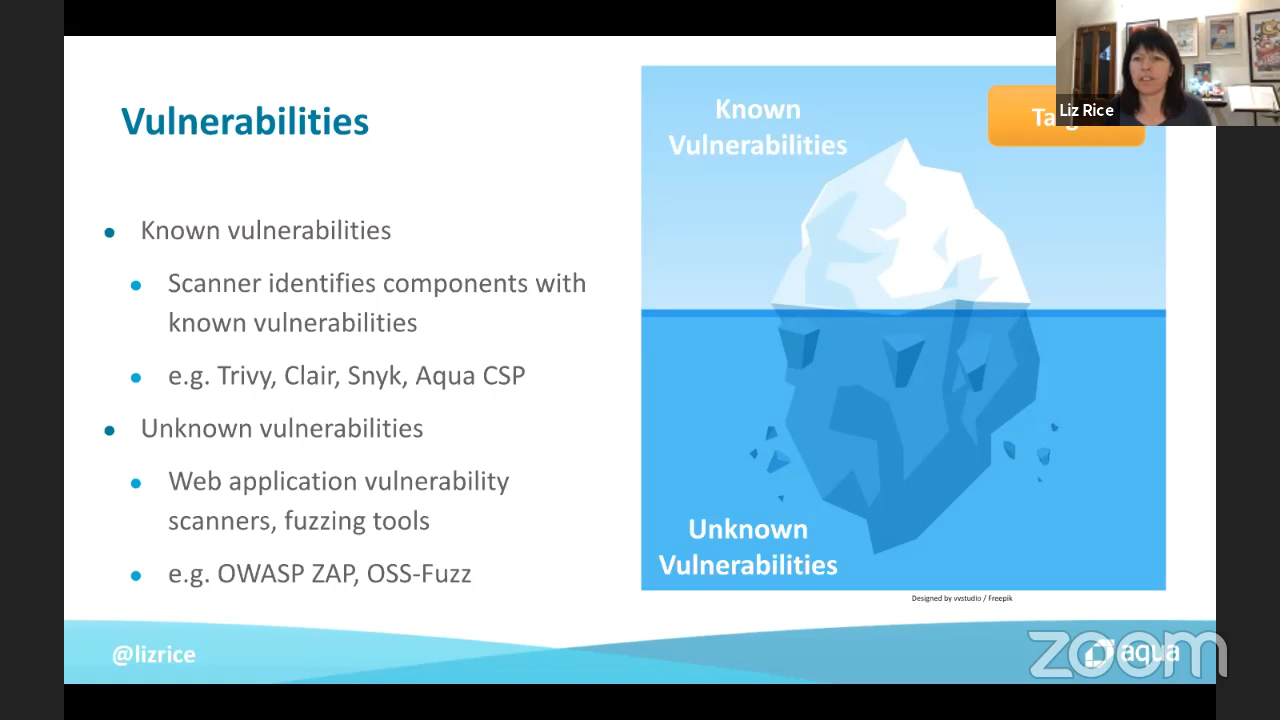 Vulnerabilities
Known vulnerabilities
Scanner identifies components with
known vulnerabilities
e.g. Trivy, Clair, Snyk, Aqua CSP
Unknown vulnerabilities
Web application vulnerability
scanners, fuzzing tools
e.g. OWASP ZAP, OSS-Fuzz
Known
Vulnerabilities
Liz Rice
Unknown
Vulnerabilities
Designed by vvstudio / Freepik
@lizrice
aqua
zoom